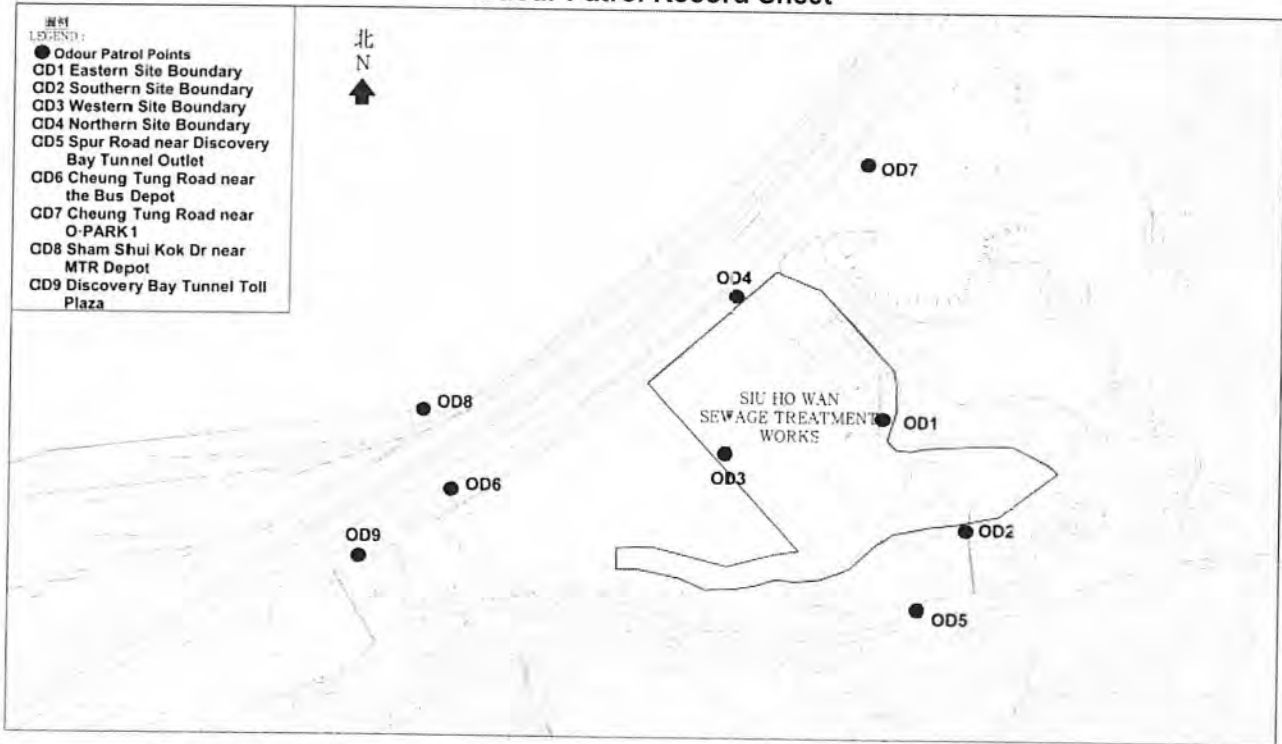 Patrol Record Sheet
圖例
LEGEND:
Odour Patrol Points
OD1 Eastern Site Boundary
OD2 Southern Site Boundary
OD3 Western Site Boundary
OD4 Northern Site Boundary
OD5 Spur Road near Discovery
Bay Tunnel Outlet
OD6 Cheung Tung Road near
the Bus Depot
OD7 Cheung Tung Road near
O·PARK1
OD8 Sham Shui Kok Dr near
MTR Depot
OD9 Discovery Bay Tunnel Toll
Plaza
北
N
OD7
OD4
OD8
SIU HO WAN
SEWAGE TREATMENT
WORKS
OD1
OD3
OD6
OD2
OD9
OD5